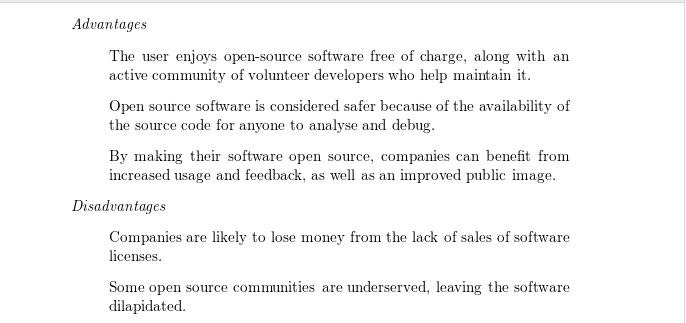 Advantages
The user enjoys open-source software free of charge, along with an
active community of volunteer developers who help maintain it.
Open source software is considered safer because of the availability of
the source code for anyone to analyse and debug.
By making their software open source, companies can benefit from
increased usage and feedback, as well as an improved public image.
Disadvantages
Companies are likely to lose money from the lack of sales of software
licenses.
Some open source communities are underserved, leaving the software
dilapidated.